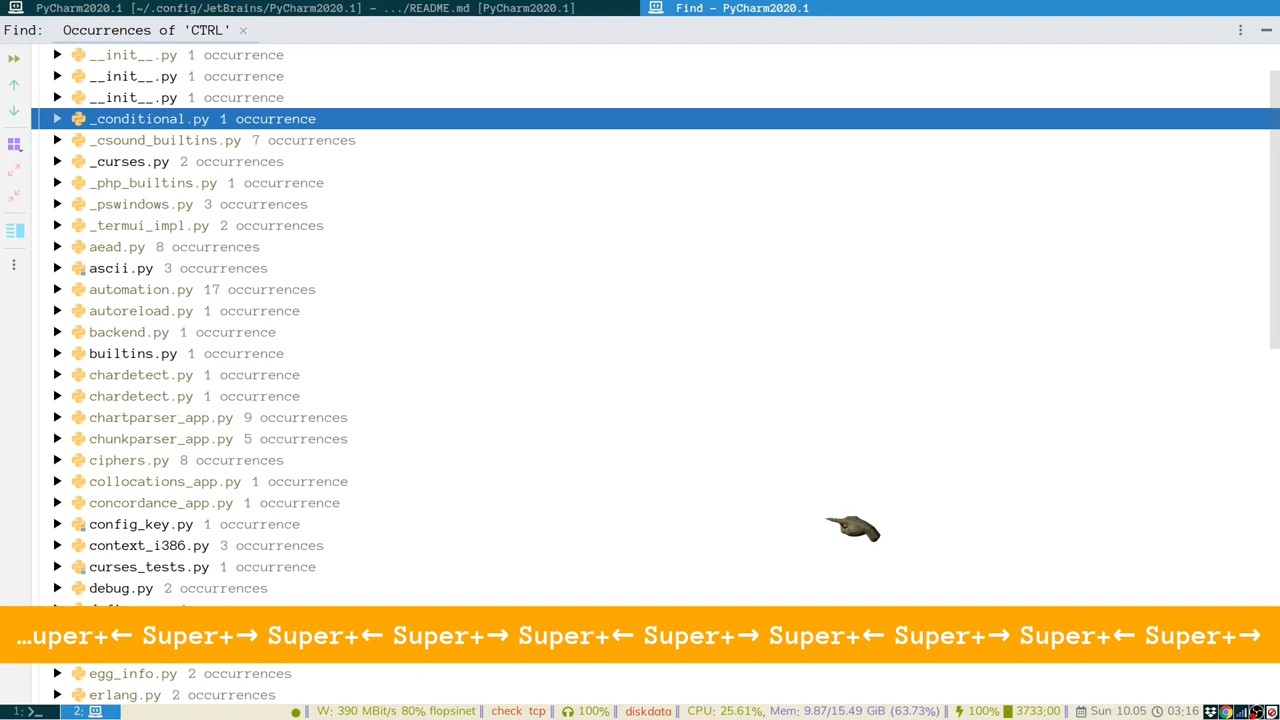 PyCharm2020.1 [~/.config/JetBrains/PyCharm2020.1] – .../README.md [PyCharm2020.1]
Find – PyCharm2020.1
Find: Occurrences of 'CTRL' ×
__init__.py 1 occurrence
__init__.py 1 occurrence
__init__.py 1 occurrence
_conditional.py 1 occurrence
_csound_builtins.py 7 occurrences
_curses.py 2 occurrences
_php_builtins.py 1 occurrence
_pswindows.py 3 occurrences
_termui_impl.py 2 occurrences
aead.py 8 occurrences
ascii.py 3 occurrences
automation.py 17 occurrences
autoreload.py 1 occurrence
backend.py 1 occurrence
builtins.py 1 occurrence
chardetect.py 1 occurrence
chardetect.py 1 occurrence
chartparser_app.py 9 occurrences
chunkparser_app.py 5 occurrences
ciphers.py 8 occurrences
collocations_app.py 1 occurrence
concordance_app.py 1 occurrence
config_key.py 1 occurrence
context_i386.py 3 occurrences
curses_tests.py 1 occurrence
debug.py 2 occurrences
…uper+← Super+→ Super+← Super+→ Super+← Super+→ Super+← Super+→ Super+← Super+→
egg_info.py 2 occurrences
erlang.py 2 occurrences
1: 2: W: 390 MBit/s 80% flopsinet check tcp 100% diskdata CPU: 29.61%, Mem: 9.87/15.49 GiB (63.73%) 100% 3733;00 Sun 10.05 03:16